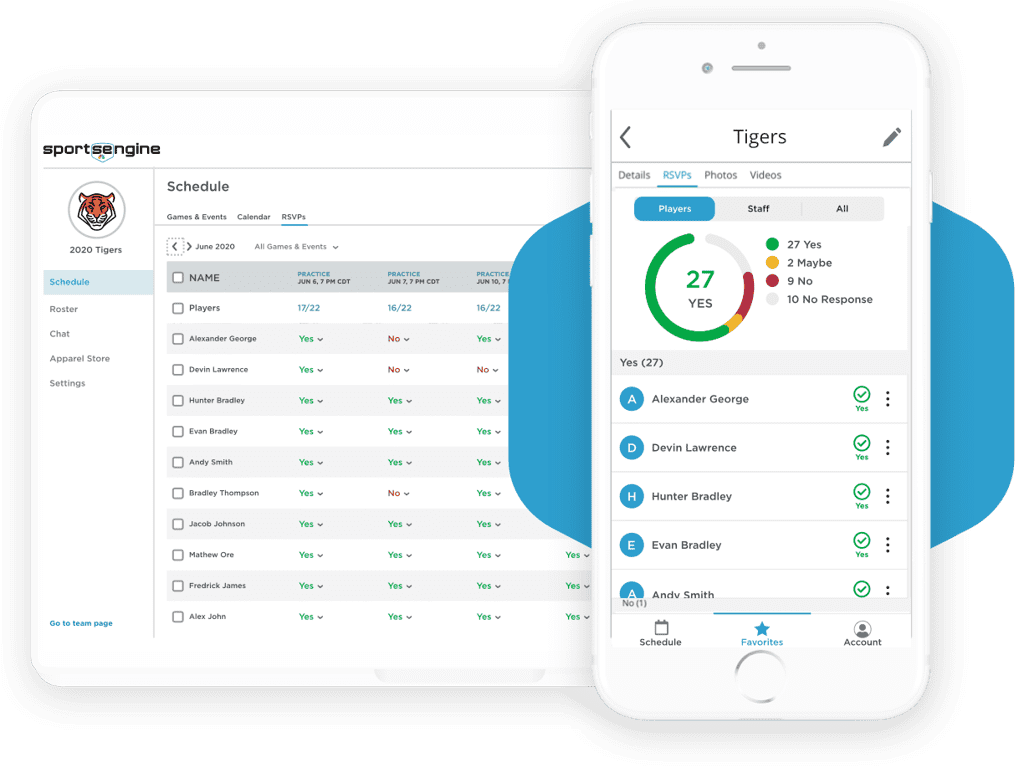 sportsengine
2020 Tigers
Schedule
Roster
Chat
Apparel Store
Settings
Go to team page
Schedule
Games & Events Calendar RSVPs
June 2020 All Games & Events
NAME PRACTICE PRACTICE PRACTICE
JUN 6, 7 PM CDT JUN 7, 7 PM CDT JUN 10, 7
Players 17/22 16/22 16/22
Alexander George Yes No Yes
Devin Lawrence Yes No No
Hunter Bradley Yes Yes Yes
Evan Bradley Yes Yes Yes
Andy Smith Yes Yes Yes
Bradley Thompson Yes No Yes
Jacob Johnson Yes Yes Yes
Mathew Ore Yes Yes Yes Yes
Fredrick James Yes Yes Yes Yes
Alex John Yes Yes Yes Yes
Tigers
Details RSVPs Photos Videos
Players Staff All
27
YES
27 Yes
2 Maybe
9 No
10 No Response
Yes (27)
A Alexander George Yes
D Devin Lawrence Yes
H Hunter Bradley Yes
E Evan Bradley Yes
A Andy Smith
No (1)
Schedule Favorites Account